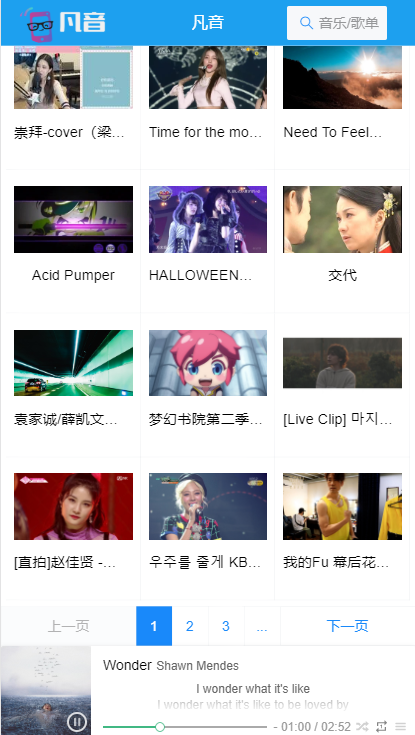 凡音 凡音 音乐/歌单
崇拜-cover（梁... Time for the mo... Need To Feel...
Acid Pumper HALLOWEEN... 交代
袁家诚/薛凯文... 梦幻书院第二季... [Live Clip] 마지...
[直拍]赵佳贤 -... 우주를 줄게 KB... 我的Fu 幕后花...
上一页 1 2 3 ... 下一页
Wonder Shawn Mendes
I wonder what it's like
I wonder what it's like to be loved by
- 01:00 / 02:52